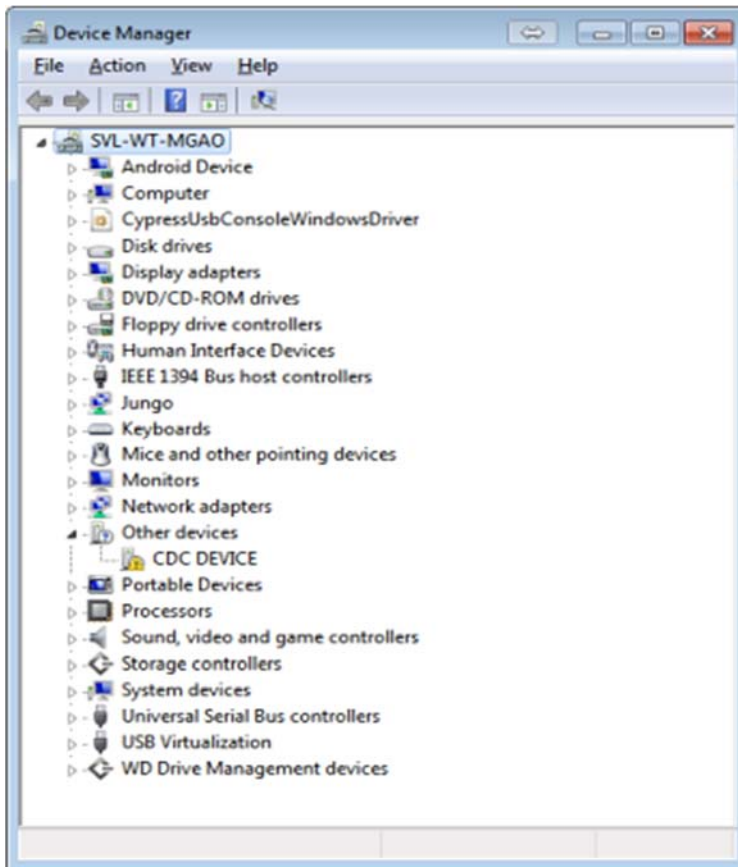 Device Manager
File Action View Help
SVL-WT-MGAO
Android Device
Computer
CypressUsbConsoleWindowsDriver
Disk drives
Display adapters
DVD/CD-ROM drives
Floppy drive controllers
Human Interface Devices
IEEE 1394 Bus host controllers
Jungo
Keyboards
Mice and other pointing devices
Monitors
Network adapters
Other devices
CDC DEVICE
Portable Devices
Processors
Sound, video and game controllers
Storage controllers
System devices
Universal Serial Bus controllers
USB Virtualization
WD Drive Management devices